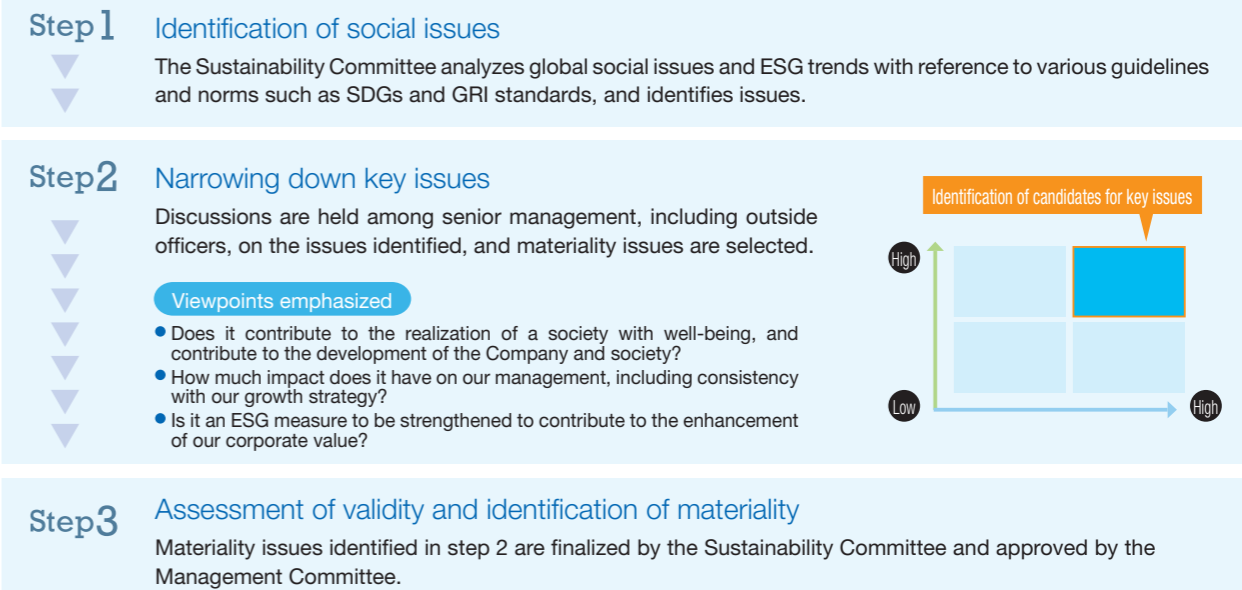 Step1
Identification of social issues
The Sustainability Committee analyzes global social issues and ESG trends with reference to various guidelines
and norms such as SDGs and GRI standards, and identifies issues.
Step2
Narrowing down key issues
Discussions are held among senior management, including outside
officers, on the issues identified, and materiality issues are selected.
Viewpoints emphasized
● Does it contribute to the realization of a society with well-being, and
contribute to the development of the Company and society?
● How much impact does it have on our management, including consistency
with our growth strategy?
● Is it an ESG measure to be strengthened to contribute to the enhancement
of our corporate value?
Identification of candidates for key issues
High
Low
High
Step3
Assessment of validity and identification of materiality
Materiality issues identified in step 2 are finalized by the Sustainability Committee and approved by the
Management Committee.